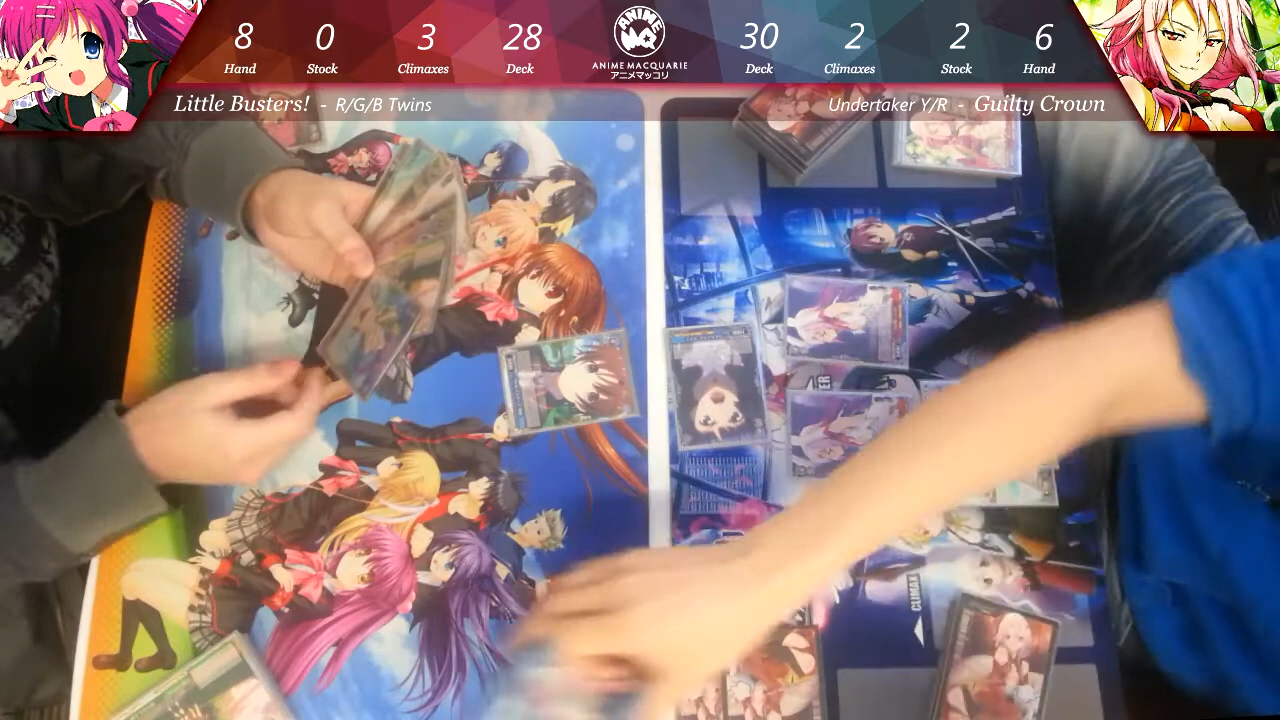 8 0 3 28 ANIME MQ 30 2 2 6
Hand Stock Climaxes Deck ANIME MACQUARIE Deck Climaxes Stock Hand
アニメマッコリ
Little Busters! - R/G/B Twins Undertaker Y/R - Guilty Crown
CLIMAX